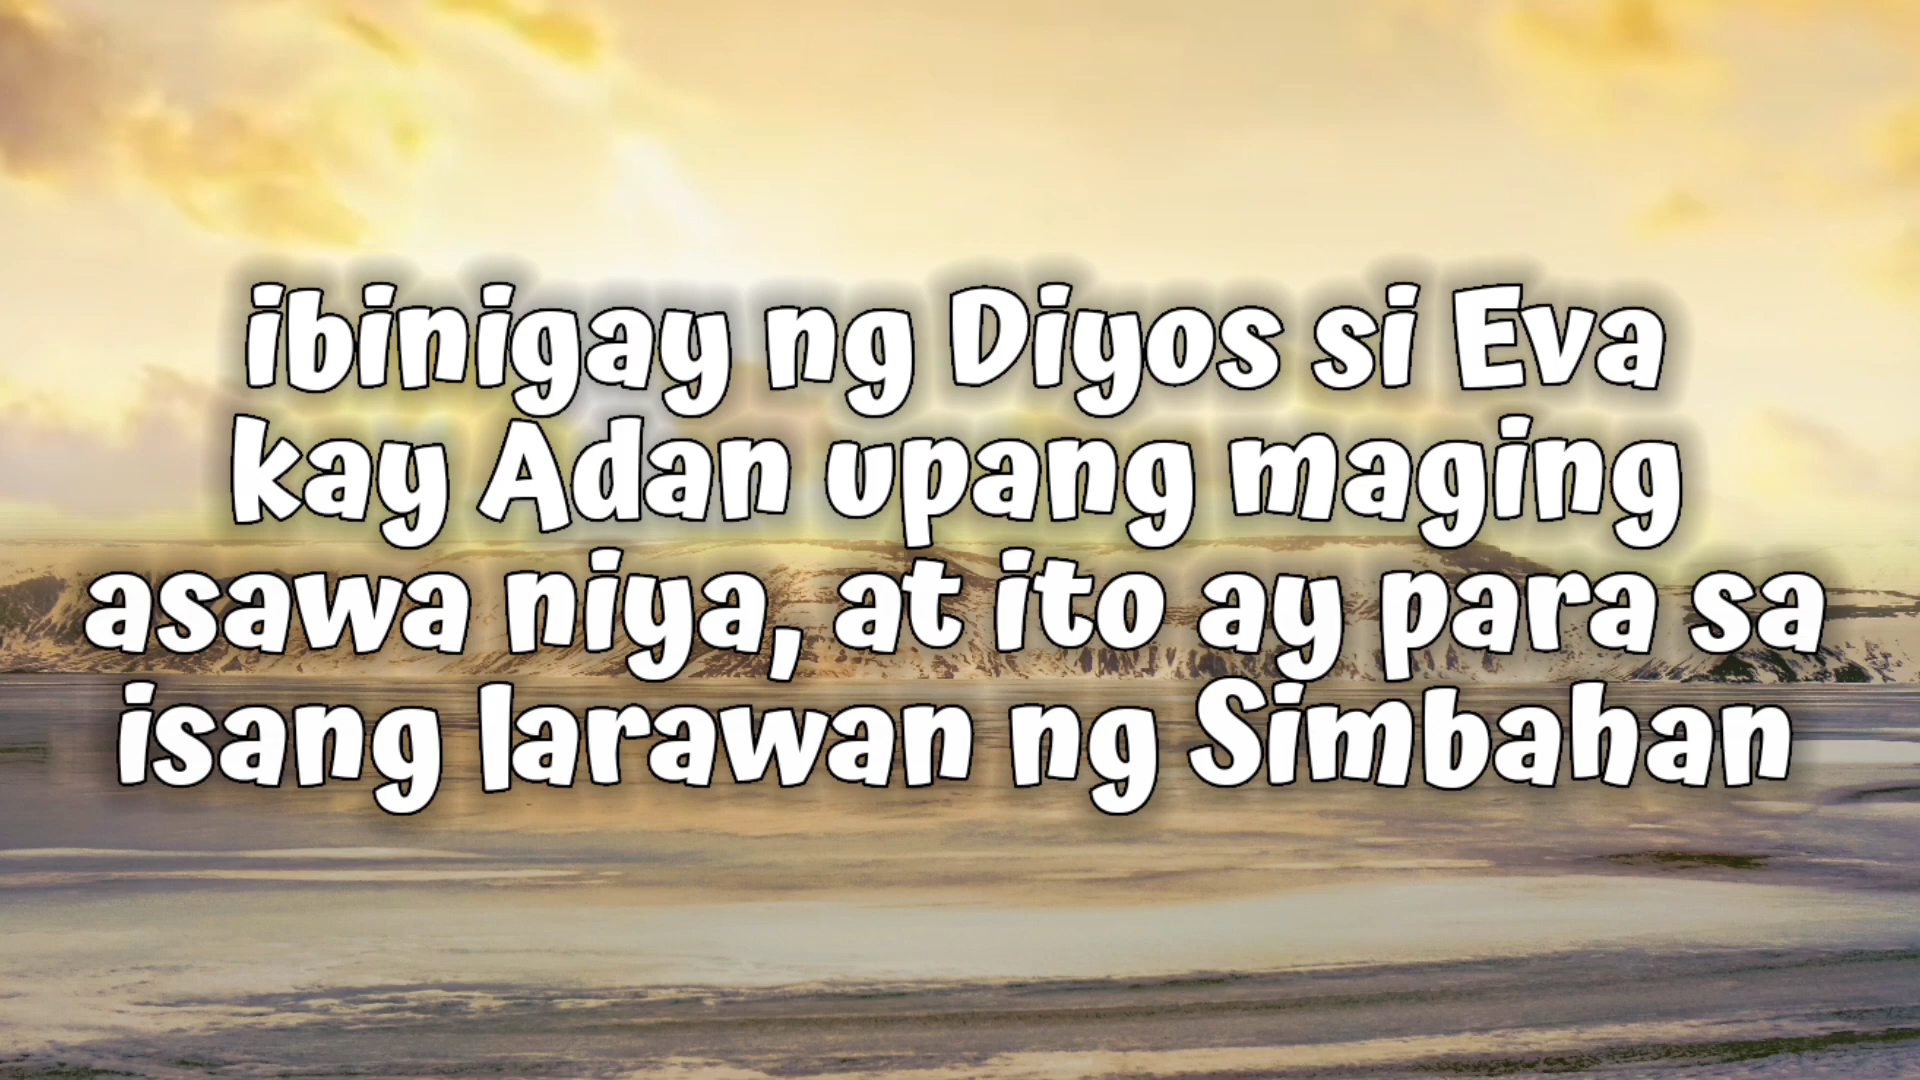 ibinigay ng Diyos si Eva
kay Adan upang maging
asawa niya, at ito ay para sa
isang larawan ng Simbahan